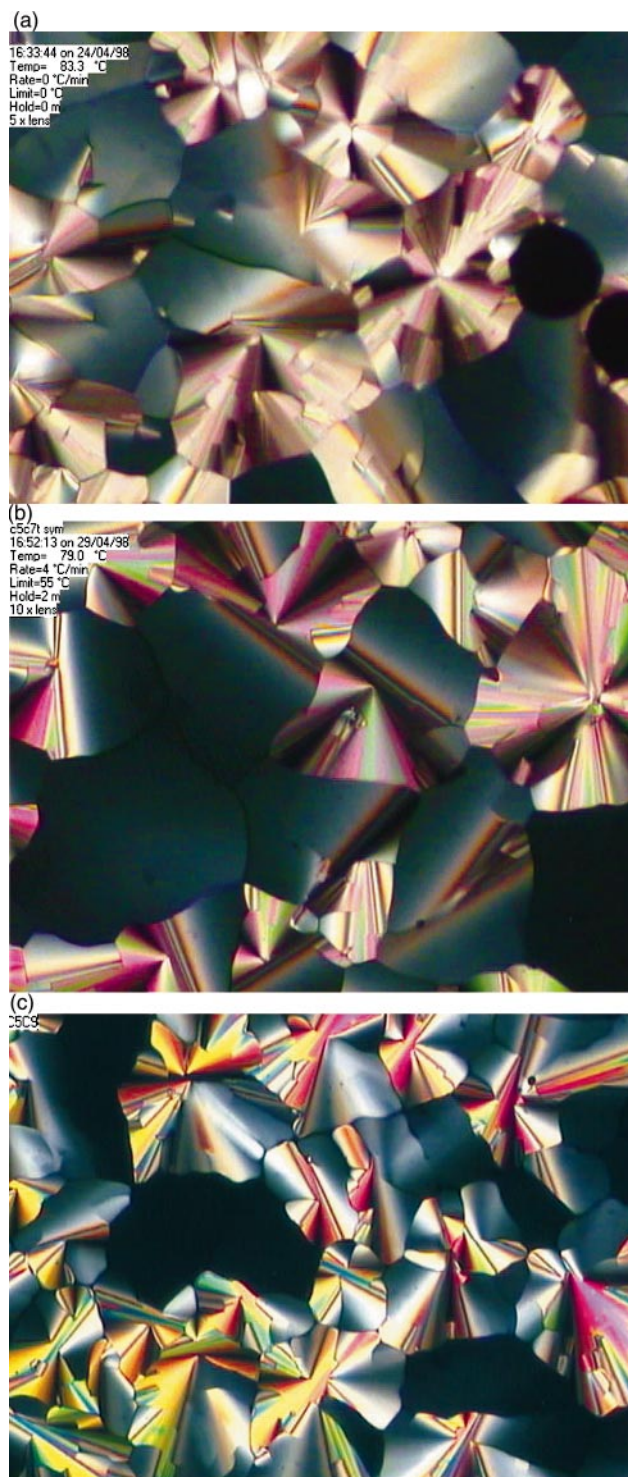 (a)
16:33:44 on 24/04/98
Temp= 83.3 °C
Rate=0 °C/min
Limit=0 °C
Hold=0 m
5 x lens
(b)
c5c7t sym
16:52:13 on 29/04/98
Temp= 79.0 °C
Rate=4 °C/min
Limit=55 °C
Hold=2 m
10 x lens
(c)
C5C9